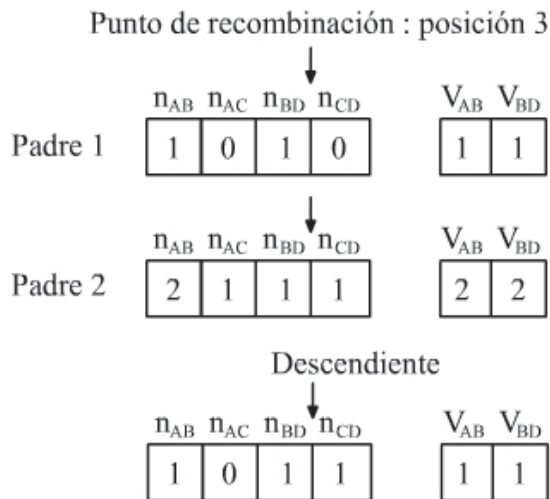 Punto de recombinación : posición 3
n_AB n_AC n_BD n_CD V_AB V_BD
Padre 1 1 0 1 0 1 1
n_AB n_AC n_BD n_CD V_AB V_BD
Padre 2 2 1 1 1 2 2
Descendiente
n_AB n_AC n_BD n_CD V_AB V_BD
1 0 1 1 1 1